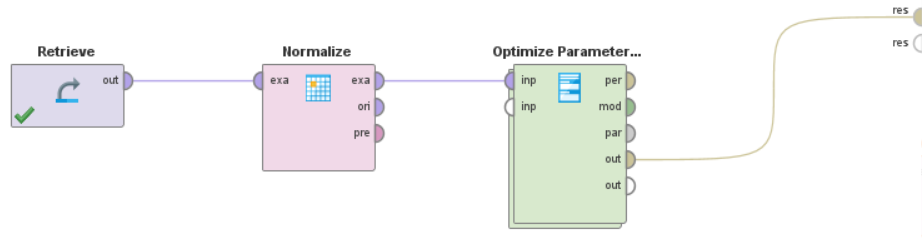 res
res
Retrieve
out
Normalize
exa
exa
ori
pre
Optimize Parameter...
inp
inp
per
mod
par
out
out